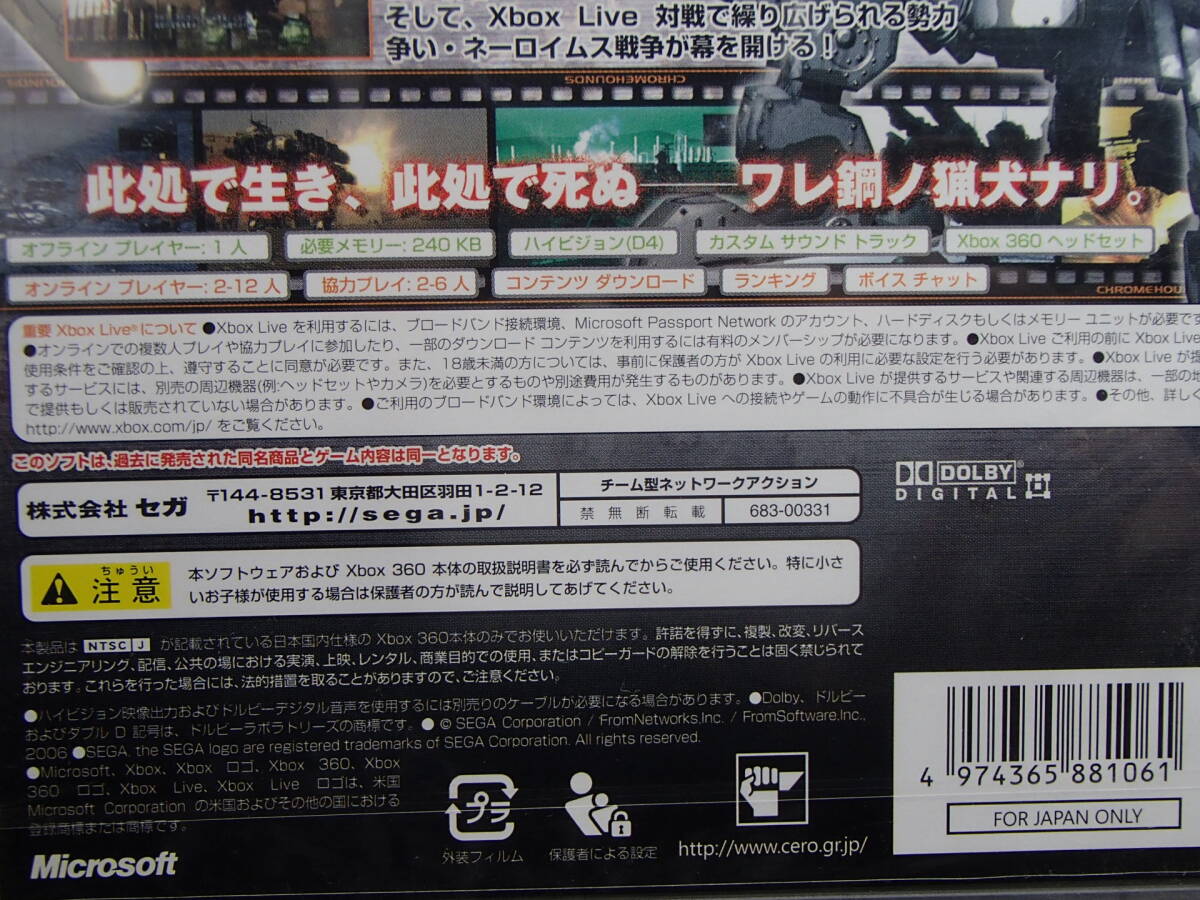 そして、Xbox Live 対戦で繰り広げられる勢力
争い・ネーロイムス戦争が幕を開ける！
CHROMEHOUNDS
此処で生き、此処で死ぬ ワレ鋼ノ猟犬ナリ。
オフライン プレイヤー: 1 人 必要メモリー: 240 KB ハイビジョン(D4) カスタム サウンド トラック Xbox 360 ヘッドセット
オンライン プレイヤー: 2-12 人 協力プレイ: 2-6 人 コンテンツ ダウンロード ランキング ボイス チャット
CHROMEHOU
重要 Xbox Live®について ●Xbox Live を利用するには、ブロードバンド接続環境、Microsoft Passport Network のアカウント、ハードディスクもしくはメモリー ユニットが必要です
●オンラインでの複数人プレイや協力プレイに参加したり、一部のダウンロード コンテンツを利用するには有料のメンバーシップが必要になります。●Xbox Live ご利用の前に Xbox Live
使用条件をご確認の上、遵守することに同意が必要です。また、18歳未満の方については、事前に保護者の方が Xbox Live の利用に必要な設定を行う必要があります。●Xbox Live が提
するサービスには、別売の周辺機器(例:ヘッドセットやカメラ)を必要とするものや別途費用が発生するものがあります。●Xbox Live が提供するサービスや関連する周辺機器は、一部の地
で提供もしくは販売されていない場合があります。●ご利用のブロードバンド環境によっては、Xbox Live への接続やゲームの動作に不具合が生じる場合があります。●その他、詳しく
http://www.xbox.com/jp/ をご覧ください。
このソフトは、過去に発売された同名商品とゲーム内容は同一となります。
株式会社 セガ 〒144-8531 東京都大田区羽田1-2-12
http://sega.jp/
チーム型ネットワークアクション
禁無断転載 683-00331
DOLBY
DIGITAL
ちゅうい
注意
本ソフトウェアおよび Xbox 360 本体の取扱説明書を必ず読んでからご使用ください。特に小さ
いお子様が使用する場合は保護者の方が読んで説明してあげてください。
本製品は NTSC J が記載されている日本国内仕様の Xbox 360本体のみでお使いいただけます。許諾を得ずに、複製、改変、リバース
エンジニアリング、配信、公共の場における実演、上映、レンタル、商業目的での使用、またはコピーガードの解除を行うことは固く禁じられて
おります。これらを行った場合には、法的措置を取ることがありますので、ご注意ください。
●ハイビジョン映像出力およびドルビーデジタル音声を使用するには別売りのケーブルが必要になる場合があります。●Dolby、ドルビー
およびダブル D 記号は、ドルビーラボラトリーズの商標です。● © SEGA Corporation / FromNetworks,Inc. / FromSoftware,Inc.,
2006 ●SEGA, the SEGA logo are registered trademarks of SEGA Corporation. All rights reserved.
●Microsoft、Xbox、Xbox ロゴ、Xbox 360、Xbox
360 ロゴ、Xbox Live、Xbox Live ロゴは、米国
Microsoft Corporation の米国およびその他の国における
登録商標または商標です。
Microsoft
プラ
外装フィルム
保護者による設定
http://www.cero.gr.jp/
4 974365 881061
FOR JAPAN ONLY